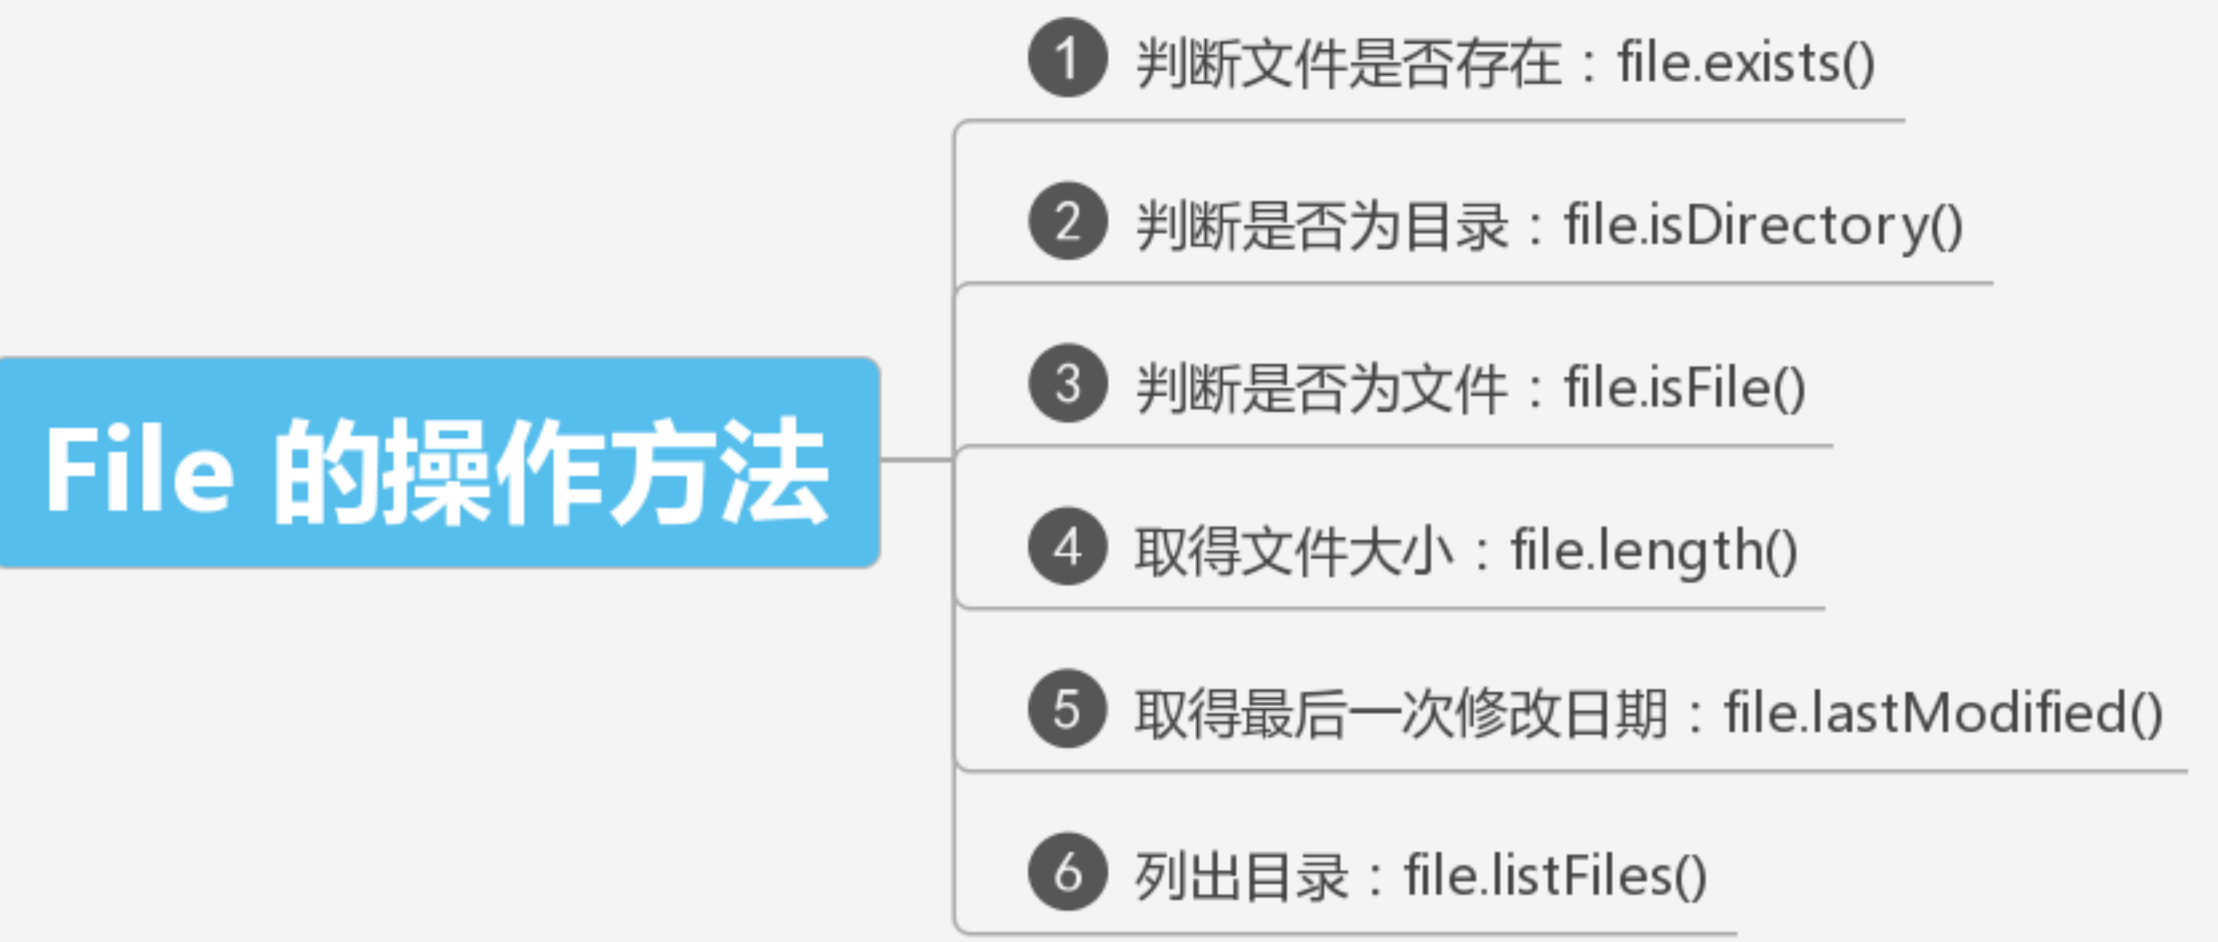 File 的操作方法
1 判断文件是否存在：file.exists()
2 判断是否为目录：file.isDirectory()
3 判断是否为文件：file.isFile()
4 取得文件大小：file.length()
5 取得最后一次修改日期：file.lastModified()
6 列出目录：file.listFiles()